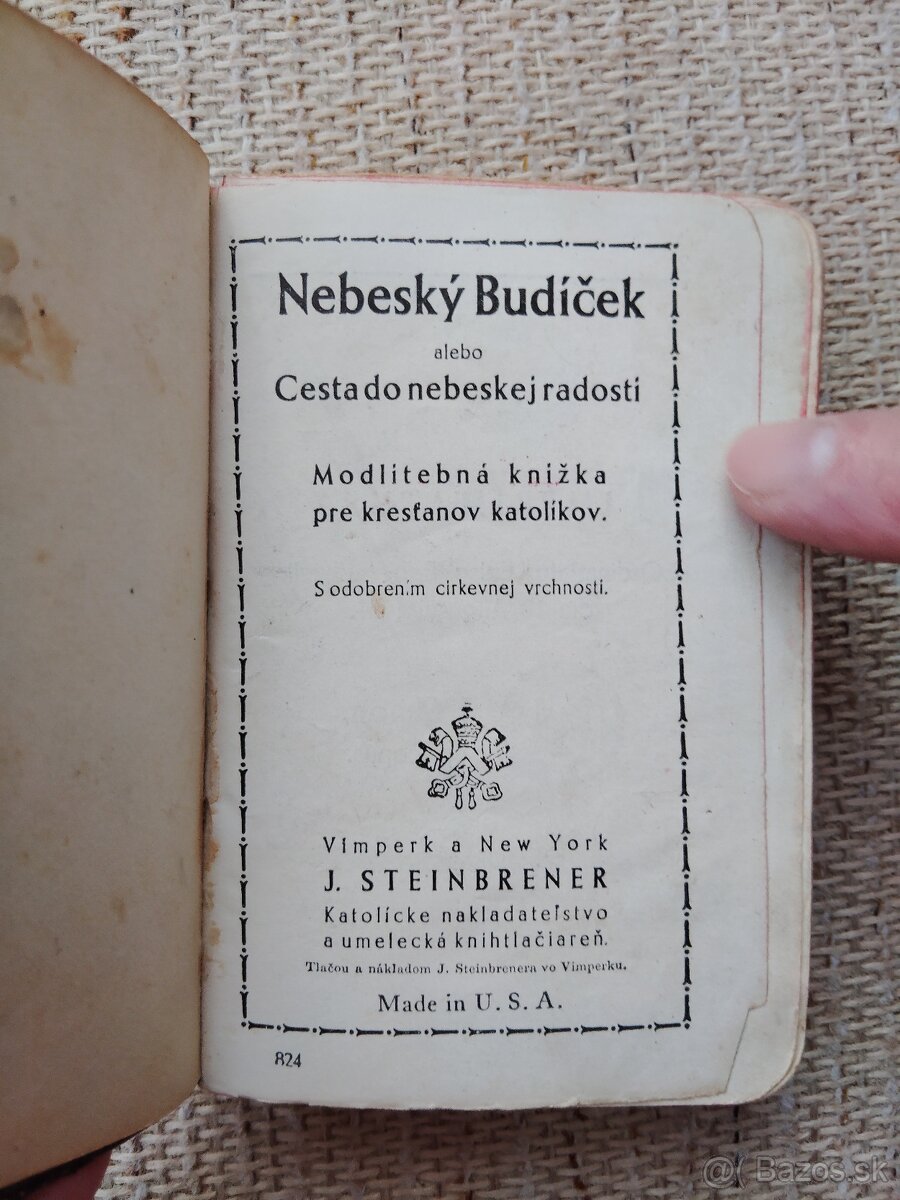 Nebeský Budíček
alebo
Cesta do nebeskej radosti
Modlitebná knižka
pre kresťanov katolíkov.
S odobrením cirkevnej vrchnosti.
Vimperk a New York
J. STEINBRENER
Katolícke nakladateľstvo
a umelecká knihtlačiareň.
Tlačou a nákladom J. Steinbrenera vo Vimperku.
Made in U. S. A.
824
@ Bazos.sk